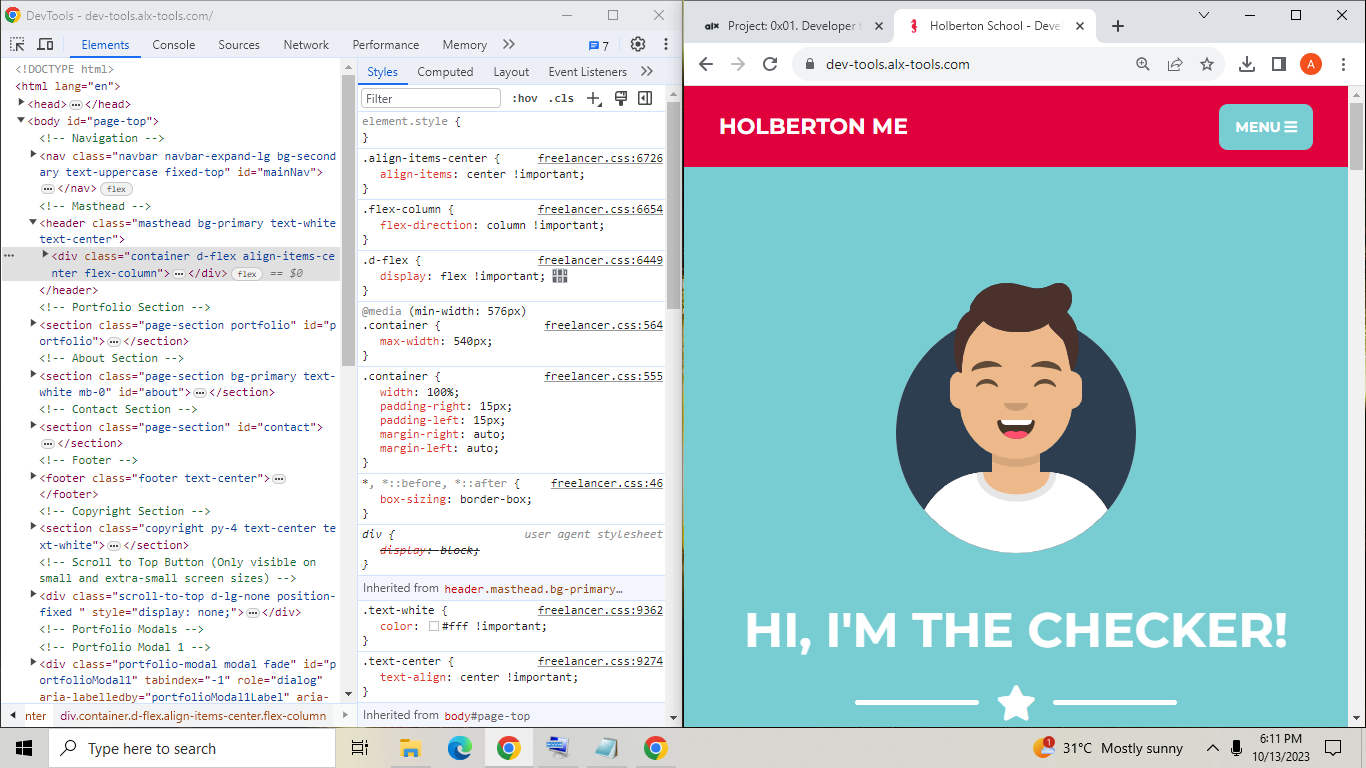 DevTools - dev-tools.alx-tools.com/
Elements Console Sources Network Performance Memory 7
<!DOCTYPE html>
<html lang="en">
<head> </head>
<body id="page-top">
<!-- Navigation -->
<nav class="navbar navbar-expand-lg bg-second
ary text-uppercase fixed-top" id="mainNav">
</nav> flex
<!-- Masthead -->
<header class="masthead bg-primary text-white
text-center">
<div class="container d-flex align-items-ce
nter flex-column"> </div> flex == $0
</header>
<!-- Portfolio Section -->
<section class="page-section portfolio" id="p
ortfolio"> </section>
<!-- About Section -->
<section class="page-section bg-primary text-
white mb-0" id="about"> </section>
<!-- Contact Section -->
<section class="page-section" id="contact">
</section>
<!-- Footer -->
<footer class="footer text-center">
</footer>
<!-- Copyright Section -->
<section class="copyright py-4 text-center te
xt-white"> </section>
<!-- Scroll to Top Button (Only visible on
small and extra-small screen sizes) -->
<div class="scroll-to-top d-lg-none position-
fixed " style="display: none;"> </div>
<!-- Portfolio Modals -->
<!-- Portfolio Modal 1 -->
<div class="portfolio-modal modal fade" id="p
ortfolioModal1" tabindex="-1" role="dialog"
aria-labelledby="portfolioModal1Label" aria-
nter div.container.d-flex.align-items-center.flex-column
Styles Computed Layout Event Listeners
Filter :hov .cls
element.style {
}
.align-items-center { freelancer.css:6726
align-items: center !important;
}
.flex-column { freelancer.css:6654
flex-direction: column !important;
}
.d-flex { freelancer.css:6449
display: flex !important;
}
@media (min-width: 576px)
.container { freelancer.css:564
max-width: 540px;
}
.container { freelancer.css:555
width: 100%;
padding-right: 15px;
padding-left: 15px;
margin-right: auto;
margin-left: auto;
}
*, *::before, *::after { freelancer.css:46
box-sizing: border-box;
}
div { user agent stylesheet
display: block;
}
Inherited from header.masthead.bg-primary…
.text-white { freelancer.css:9362
color: #fff !important;
}
.text-center { freelancer.css:9274
text-align: center !important;
}
Inherited from body#page-top
alx Project: 0x01. Developer t
Holberton School - Deve
dev-tools.alx-tools.com A
HOLBERTON ME
MENU
HI, I'M THE CHECKER!
Type here to search
1 31°C Mostly sunny
6:11 PM
10/13/2023